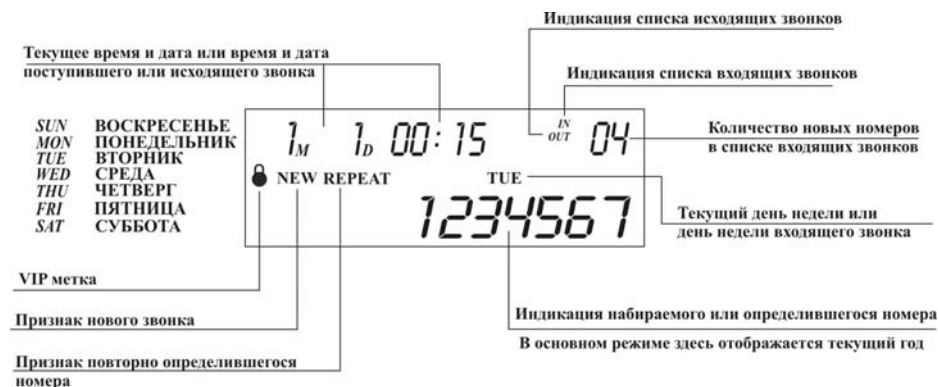 Индикация списка исходящих звонков
Текущее время и дата или время и дата
поступившего или исходящего звонка
Индикация списка входящих звонков
SUN ВОСКРЕСЕНЬЕ
MON ПОНЕДЕЛЬНИК
TUE ВТОРНИК
WED СРЕДА
THU ЧЕТВЕРГ
FRI ПЯТНИЦА
SAT СУББОТА
1M 1D 00:15 IN OUT 04
NEW REPEAT TUE
1234567
Количество новых номеров
в списке входящих звонков
Текущий день недели или
день недели входящего звонка
VIP метка
Признак нового звонка
Признак повторно определившегося
номера
Индикация набираемого или определившегося номера
В основном режиме здесь отображается текущий год